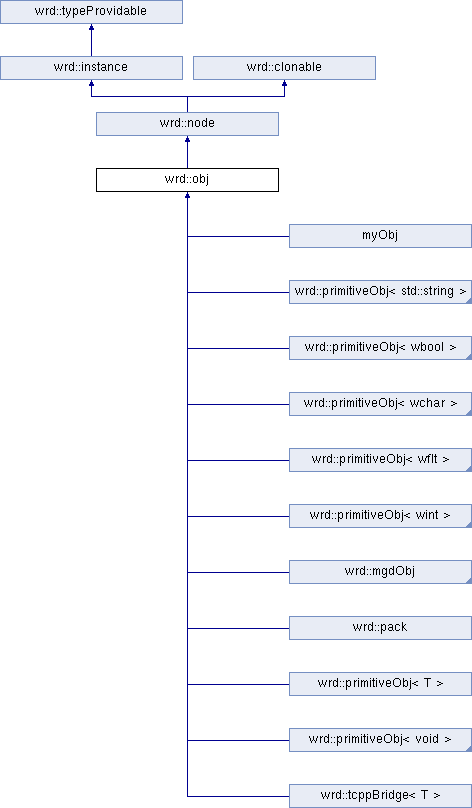 wrd::typeProvidable
wrd::instance
wrd::clonable
wrd::node
wrd::obj
myObj
wrd::primitiveObj< std::string >
wrd::primitiveObj< wbool >
wrd::primitiveObj< wchar >
wrd::primitiveObj< wflt >
wrd::primitiveObj< wint >
wrd::mgdObj
wrd::pack
wrd::primitiveObj< T >
wrd::primitiveObj< void >
wrd::tcppBridge< T >